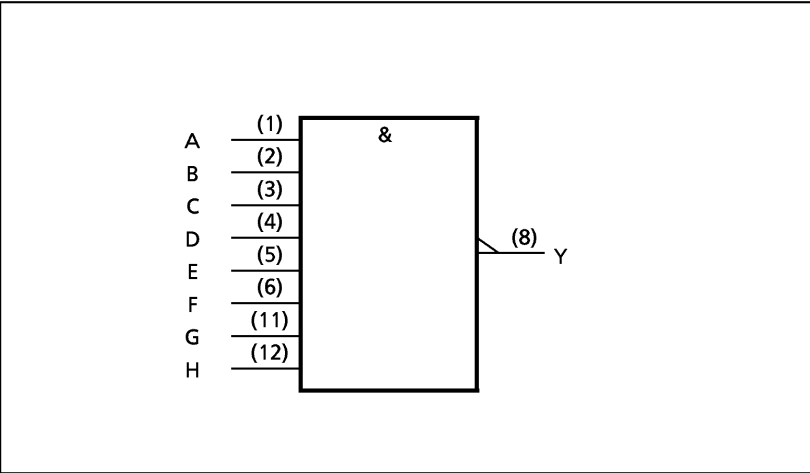 &
A (1)
B (2)
C (3)
D (4)
E (5)
F (6)
G (11)
H (12)
(8) Y